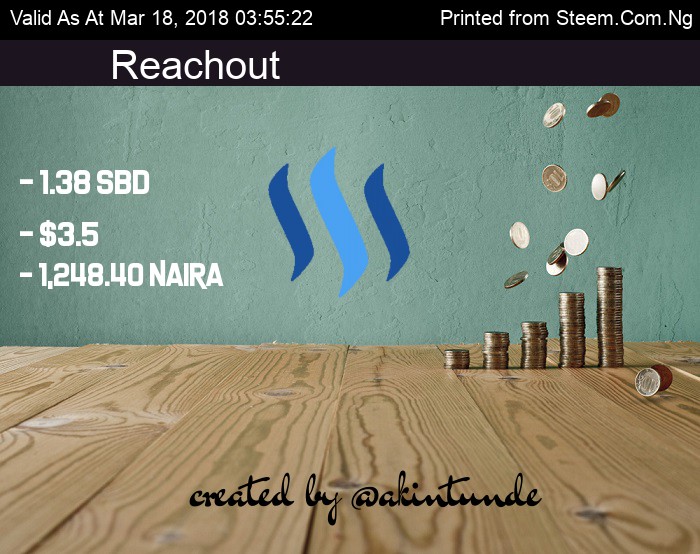 Valid As At Mar 18, 2018 03:55:22 Printed from Steem.Com.Ng
Reachout
- 1.38 SBD
- $3.5
- 1,248.40 NAIRA
created by @akintunde